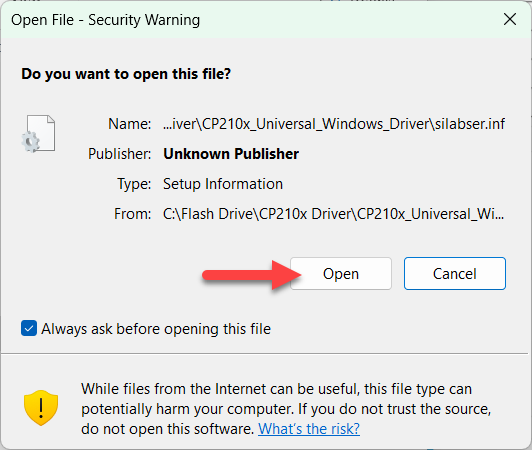 Open File - Security Warning
Do you want to open this file?
Name: ...iver\CP210x_Universal_Windows_Driver\silabser.inf
Publisher: Unknown Publisher
Type: Setup Information
From: C:\Flash Drive\CP210x Driver\CP210x_Universal_Wi...
Open Cancel
Always ask before opening this file
While files from the Internet can be useful, this file type can
potentially harm your computer. If you do not trust the source,
do not open this software. What's the risk?